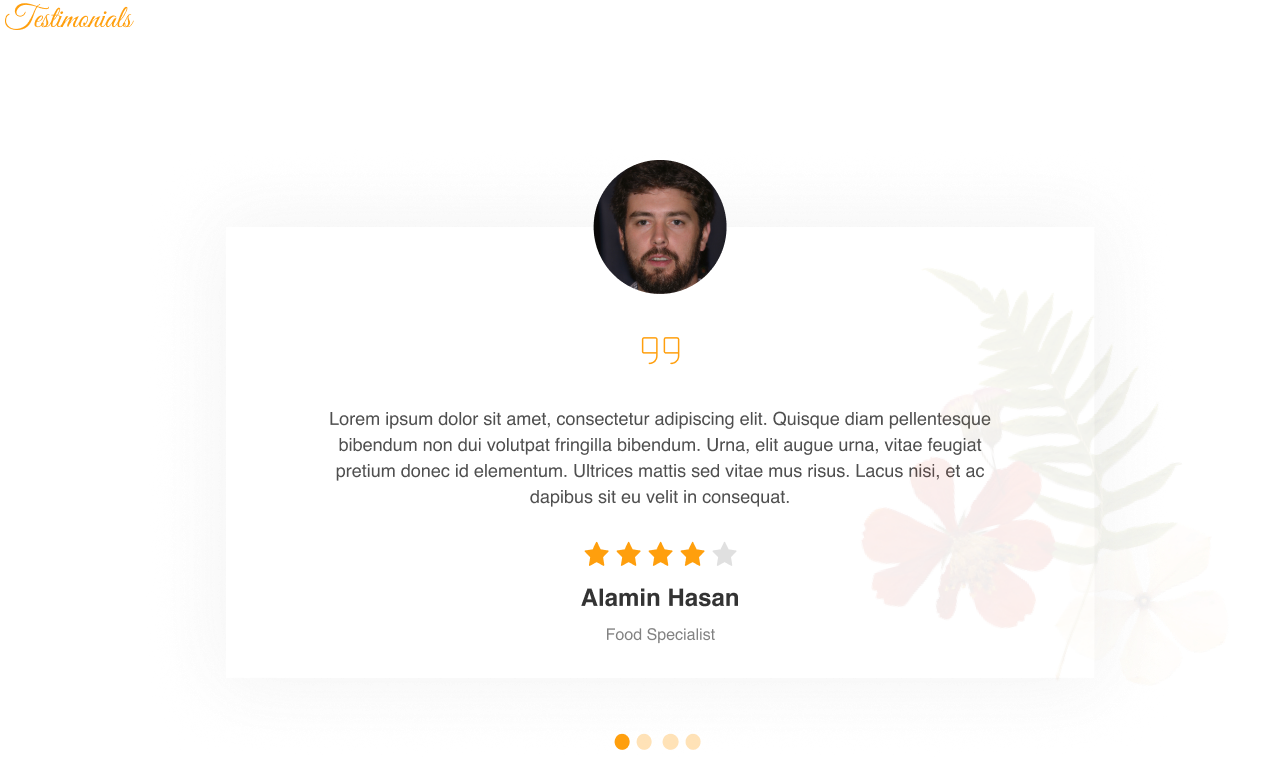 Testimonials
Lorem ipsum dolor sit amet, consectetur adipiscing elit. Quisque diam pellentesque
bibendum non dui volutpat fringilla bibendum. Urna, elit augue urna, vitae feugiat
pretium donec id elementum. Ultrices mattis sed vitae mus risus. Lacus nisi, et ac
dapibus sit eu velit in consequat.
Alamin Hasan
Food Specialist